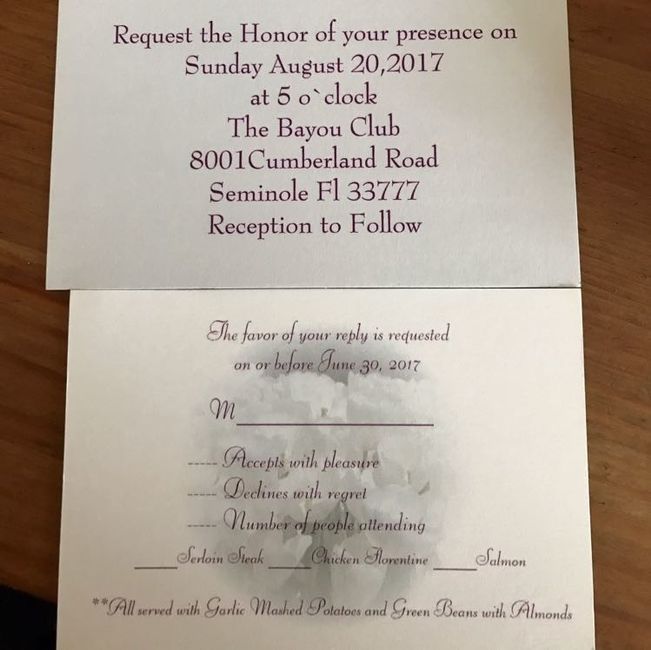 Request the Honor of your presence on
Sunday August 20,2017
at 5 o`clock
The Bayou Club
8001Cumberland Road
Seminole Fl 33777
Reception to Follow
The favor of your reply is requested
on or before June 30, 2017
M________________
----- Accepts with pleasure
----- Declines with regret
----- Number of people attending
____Serloin Steak ____Chicken Florentine ____Salmon
**All served with Garlic Mashed Potatoes and Green Beans with Almonds